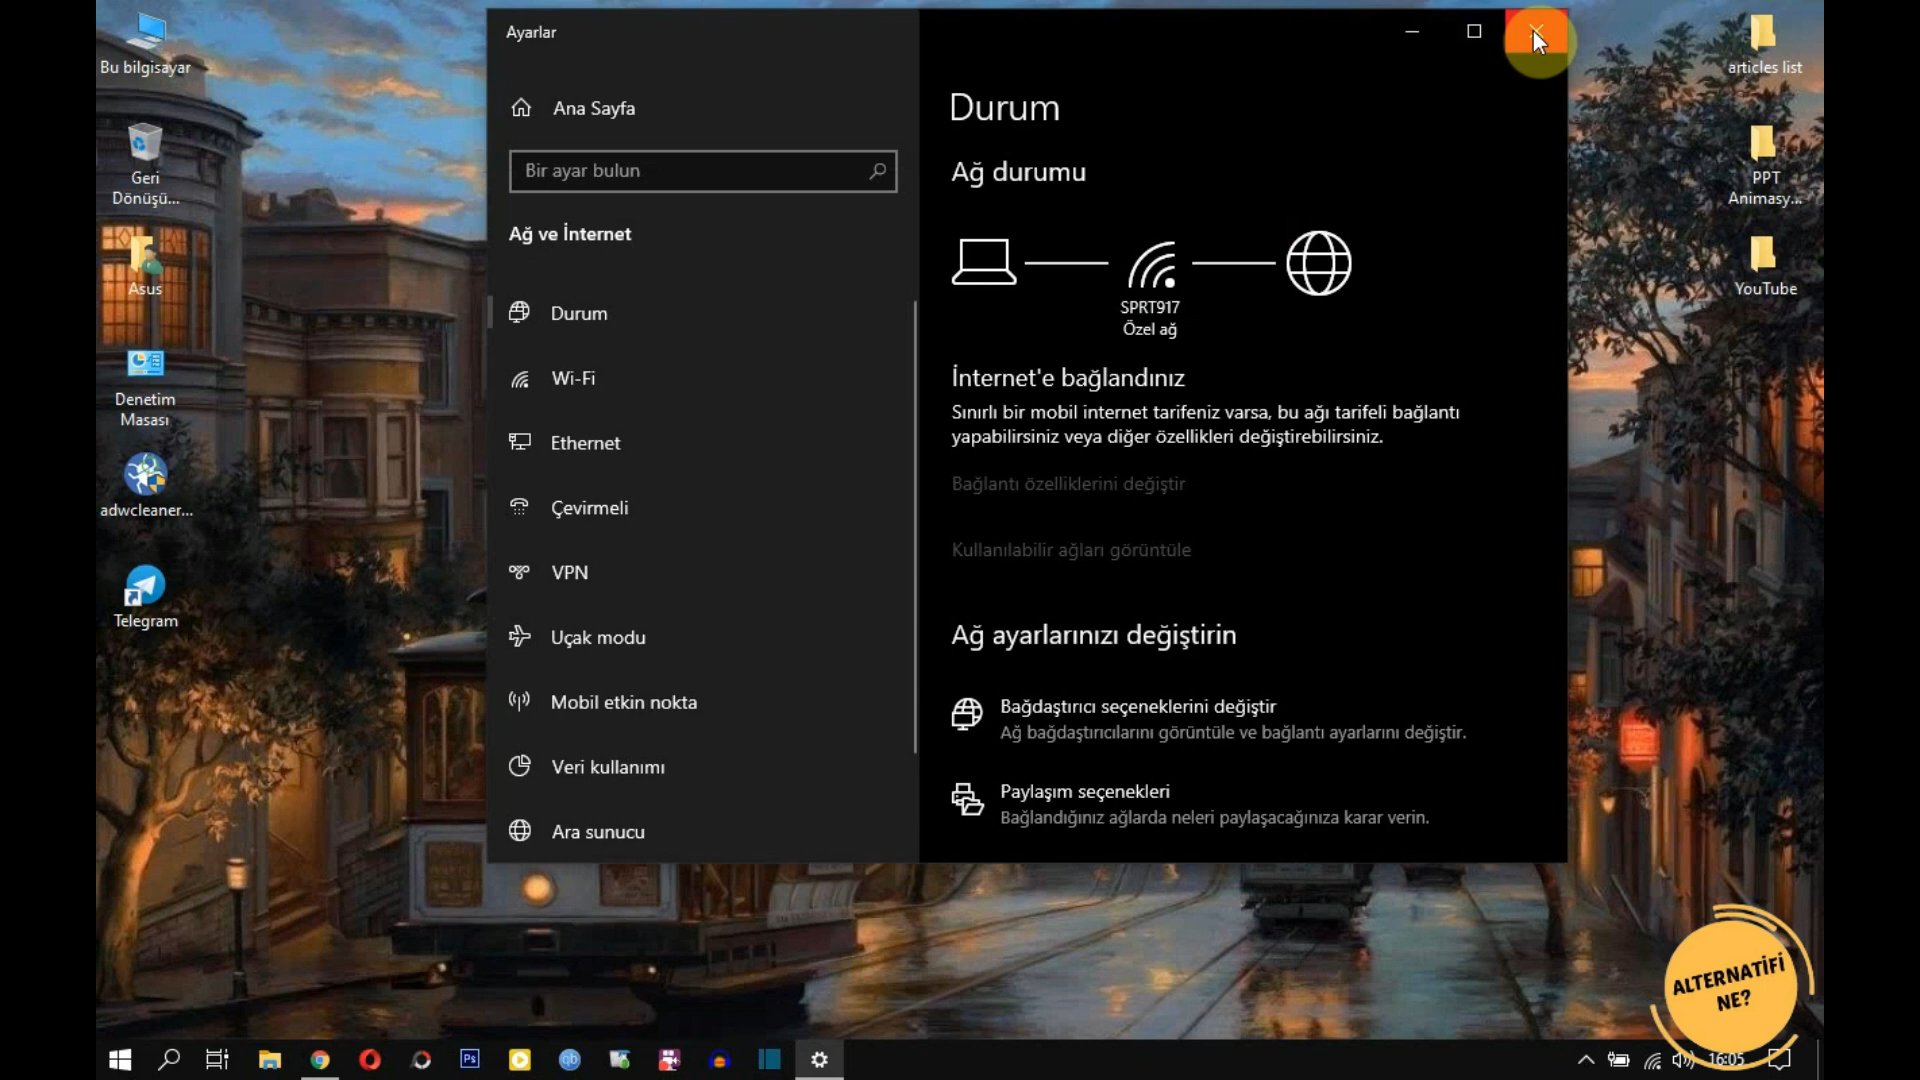 Bu bilgisayar
Geri
Dönüşü...
Asus
Denetim
Masası
adwcleaner...
Telegram
Ayarlar
Ana Sayfa
Bir ayar bulun
Ağ ve İnternet
Durum
Wi-Fi
Ethernet
Çevirmeli
VPN
Uçak modu
Mobil etkin nokta
Veri kullanımı
Ara sunucu
Durum
Ağ durumu
SPRT917
Özel ağ
İnternet'e bağlandınız
Sınırlı bir mobil internet tarifeniz varsa, bu ağı tarifeli bağlantı
yapabilirsiniz veya diğer özellikleri değiştirebilirsiniz.
Bağlantı özelliklerini değiştir
Kullanılabilir ağları görüntüle
Ağ ayarlarınızı değiştirin
Bağdaştırıcı seçeneklerini değiştir
Ağ bağdaştırıcılarını görüntüle ve bağlantı ayarlarını değiştir.
Paylaşım seçenekleri
Bağlandığınız ağlarda neleri paylaşacağınıza karar verin.
articles list
PPT
Animasy...
YouTube
ALTERNATİFİ
NE?
Ps
qb
16:05